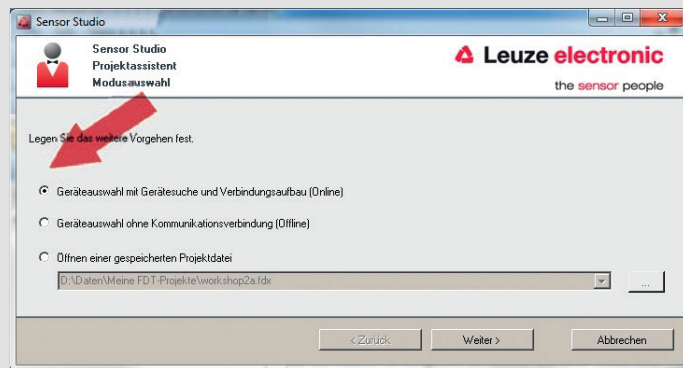 Sensor Studio
Sensor Studio
Projektassistent
Modusauswahl
Leuze electronic
the sensor people
Legen Sie das weitere Vorgehen fest.
Geräteauswahl mit Gerätesuche und Verbindungsaufbau (Online)
Geräteauswahl ohne Kommunikationsverbindung (Offline)
Öffnen einer gespeicherten Projektdatei
D:\Daten\Meine FDT-Projekte\workshop2a.fdx
...
< Zurück
Weiter >
Abbrechen